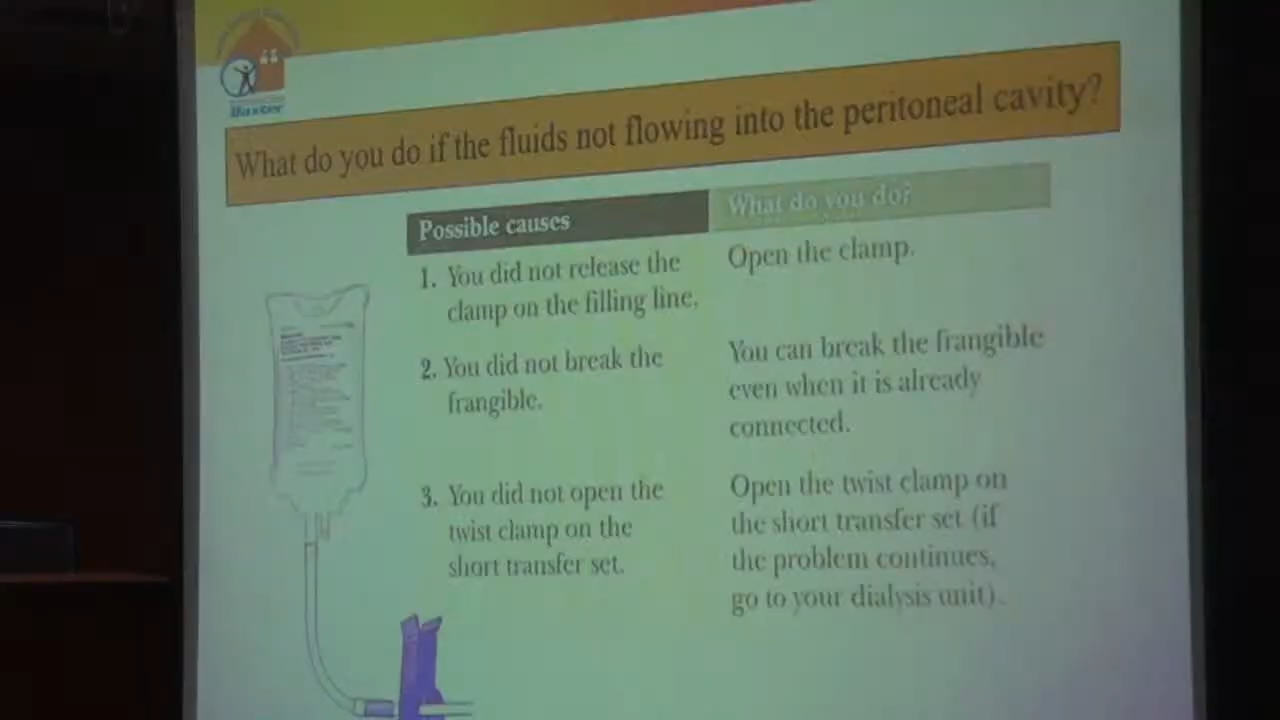 Baxter
What do you do if the fluids not flowing into the peritoneal cavity?
Possible causes
What do you do?
1. You did not release the
clamp on the filling line.
Open the clamp.
2. You did not break the
frangible.
You can break the frangible
even when it is already
connected.
3. You did not open the
twist clamp on the
short transfer set.
Open the twist clamp on
the short transfer set (if
the problem continues,
go to your dialysis unit).